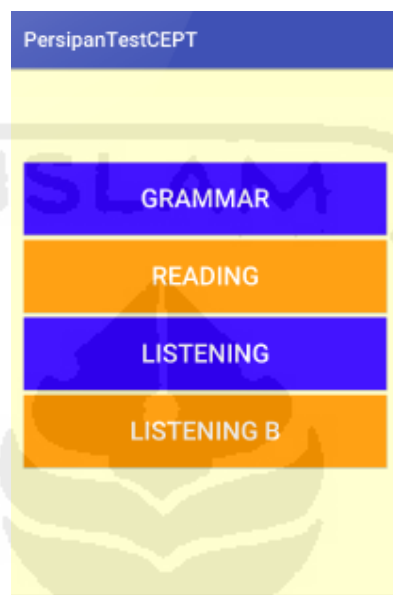 PersipanTestCEPT
GRAMMAR
READING
LISTENING
LISTENING B